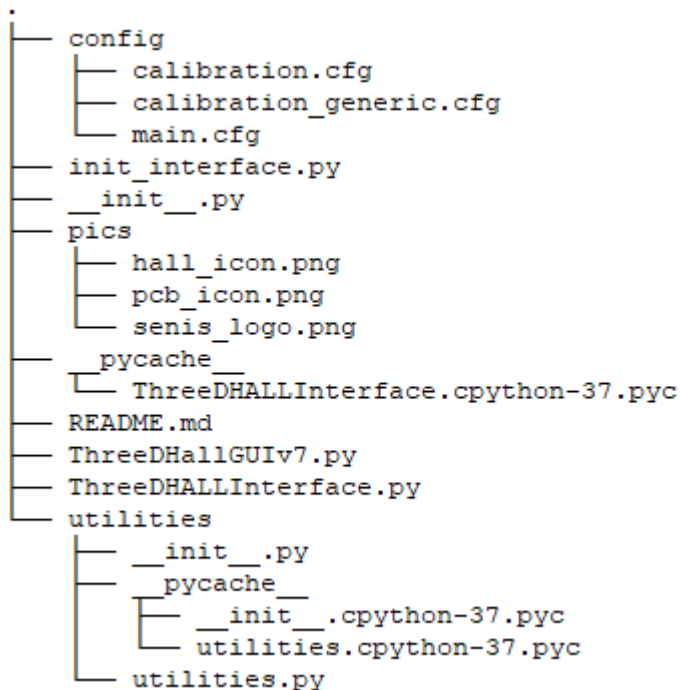 .
├── config
│   ├── calibration.cfg
│   ├── calibration_generic.cfg
│   └── main.cfg
├── init_interface.py
├── __init__.py
├── pics
│   ├── hall_icon.png
│   ├── pcb_icon.png
│   └── senis_logo.png
├── __pycache__
│   └── ThreeDHALLInterface.cpython-37.pyc
├── README.md
├── ThreeDHallGUIv7.py
├── ThreeDHALLInterface.py
└── utilities
    ├── __init__.py
    ├── __pycache__
    │   ├── __init__.cpython-37.pyc
    │   └── utilities.cpython-37.pyc
    └── utilities.py